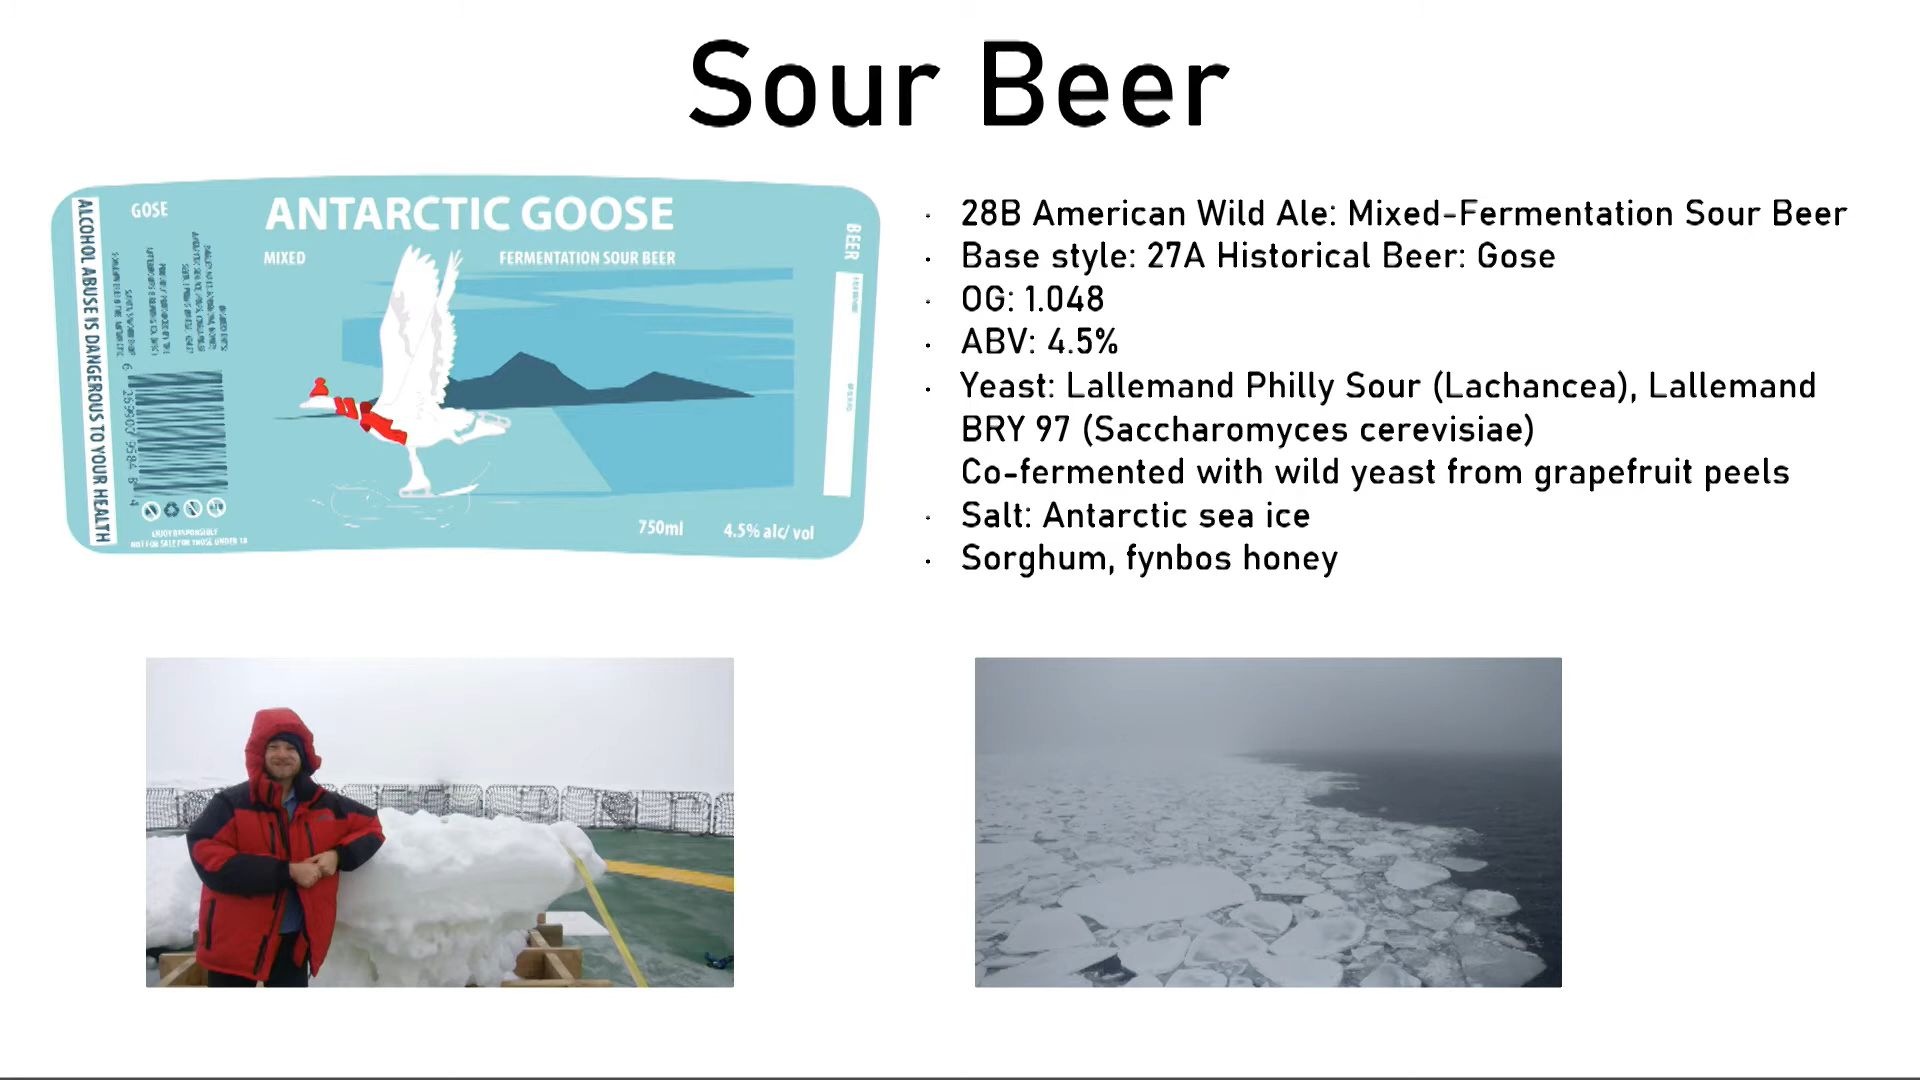 Sour Beer
ALCOHOL ABUSE IS DANGEROUS TO YOUR HEALTH
GOSE
ANTARCTIC GOOSE
MIXED
FERMENTATION SOUR BEER
BEER
ENJOY RESPONSIBLY
NOT FOR SALE FOR THOSE UNDER 18
750ml
4.5% alc/ vol
· 28B American Wild Ale: Mixed-Fermentation Sour Beer
· Base style: 27A Historical Beer: Gose
· OG: 1.048
· ABV: 4.5%
· Yeast: Lallemand Philly Sour (Lachancea), Lallemand
BRY 97 (Saccharomyces cerevisiae)
Co-fermented with wild yeast from grapefruit peels
· Salt: Antarctic sea ice
· Sorghum, fynbos honey